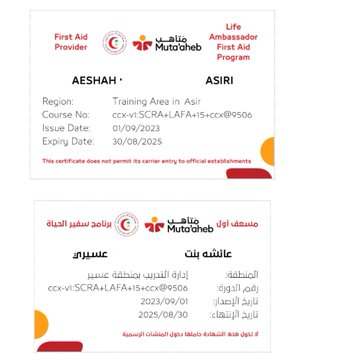 First Aid
Provider
متأهب
Muta'aheb
Life
Ambassador
First Aid
Program
AESHAH • ASIRI
Region: Training Area in Asir
Course No: ccx-v1:SCRA+LAFA+15+ccx@9506
Issue Date: 01/09/2023
Expiry Date: 30/08/2025
This certificate does not permit its carrier entry to official establishments
مسعف أول
متأهب
Muta'aheb
برنامج سفير الحياة
عائشه بنت عسيري
المنطقة: إدارة التدريب بمنطقة عسير
رقم الدورة: ccx-v1:SCRA+LAFA+15+ccx@9506
تاريخ الإصدار: 2023/09/01
تاريخ الإنتهاء: 2025/08/30
لا تخول هذه الشهادة حاملها دخول المنشآت الرسمية